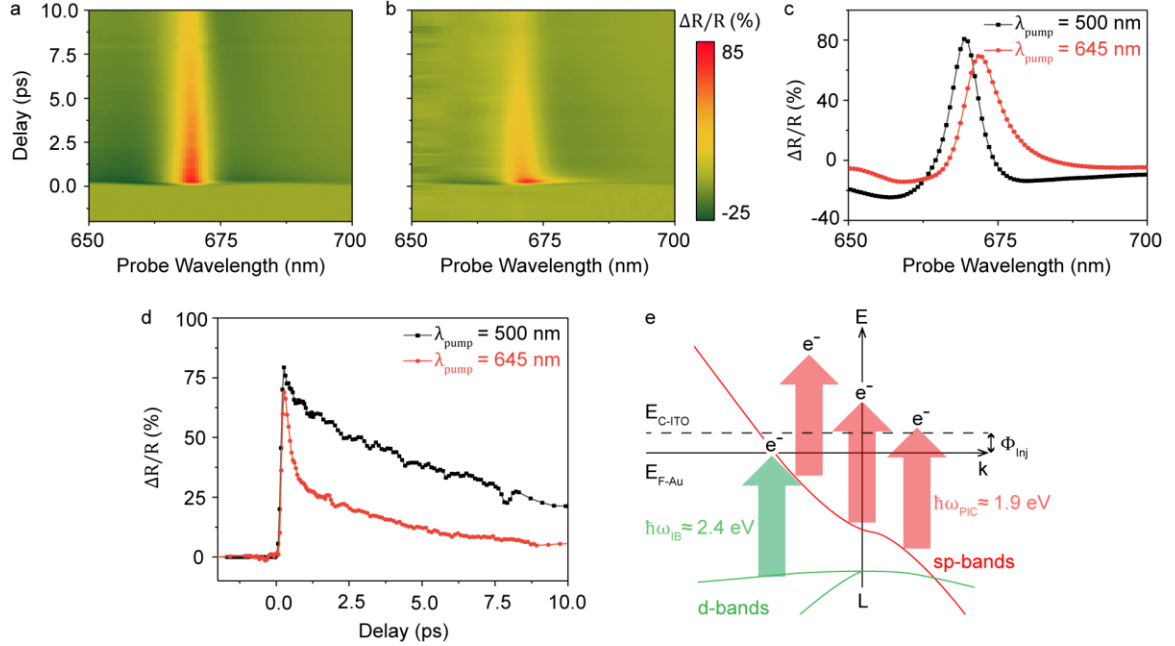 a
b
ΔR/R (%)
85
-25
Delay (ps)
10.0
7.5
5.0
2.5
0.0
650
675
700
Probe Wavelength (nm)
650
675
700
Probe Wavelength (nm)
c
λpump = 500 nm
λpump = 645 nm
ΔR/R (%)
80
40
0
-40
650
675
700
Probe Wavelength (nm)
d
λpump = 500 nm
λpump = 645 nm
ΔR/R (%)
100
75
50
25
0
0.0
2.5
5.0
7.5
10.0
Delay (ps)
e
E
e⁻
e⁻
e⁻
e⁻
EC-ITO
EF-Au
ΦInj
k
ħωIB≈ 2.4 eV
ħωPIC≈ 1.9 eV
sp-bands
d-bands
L